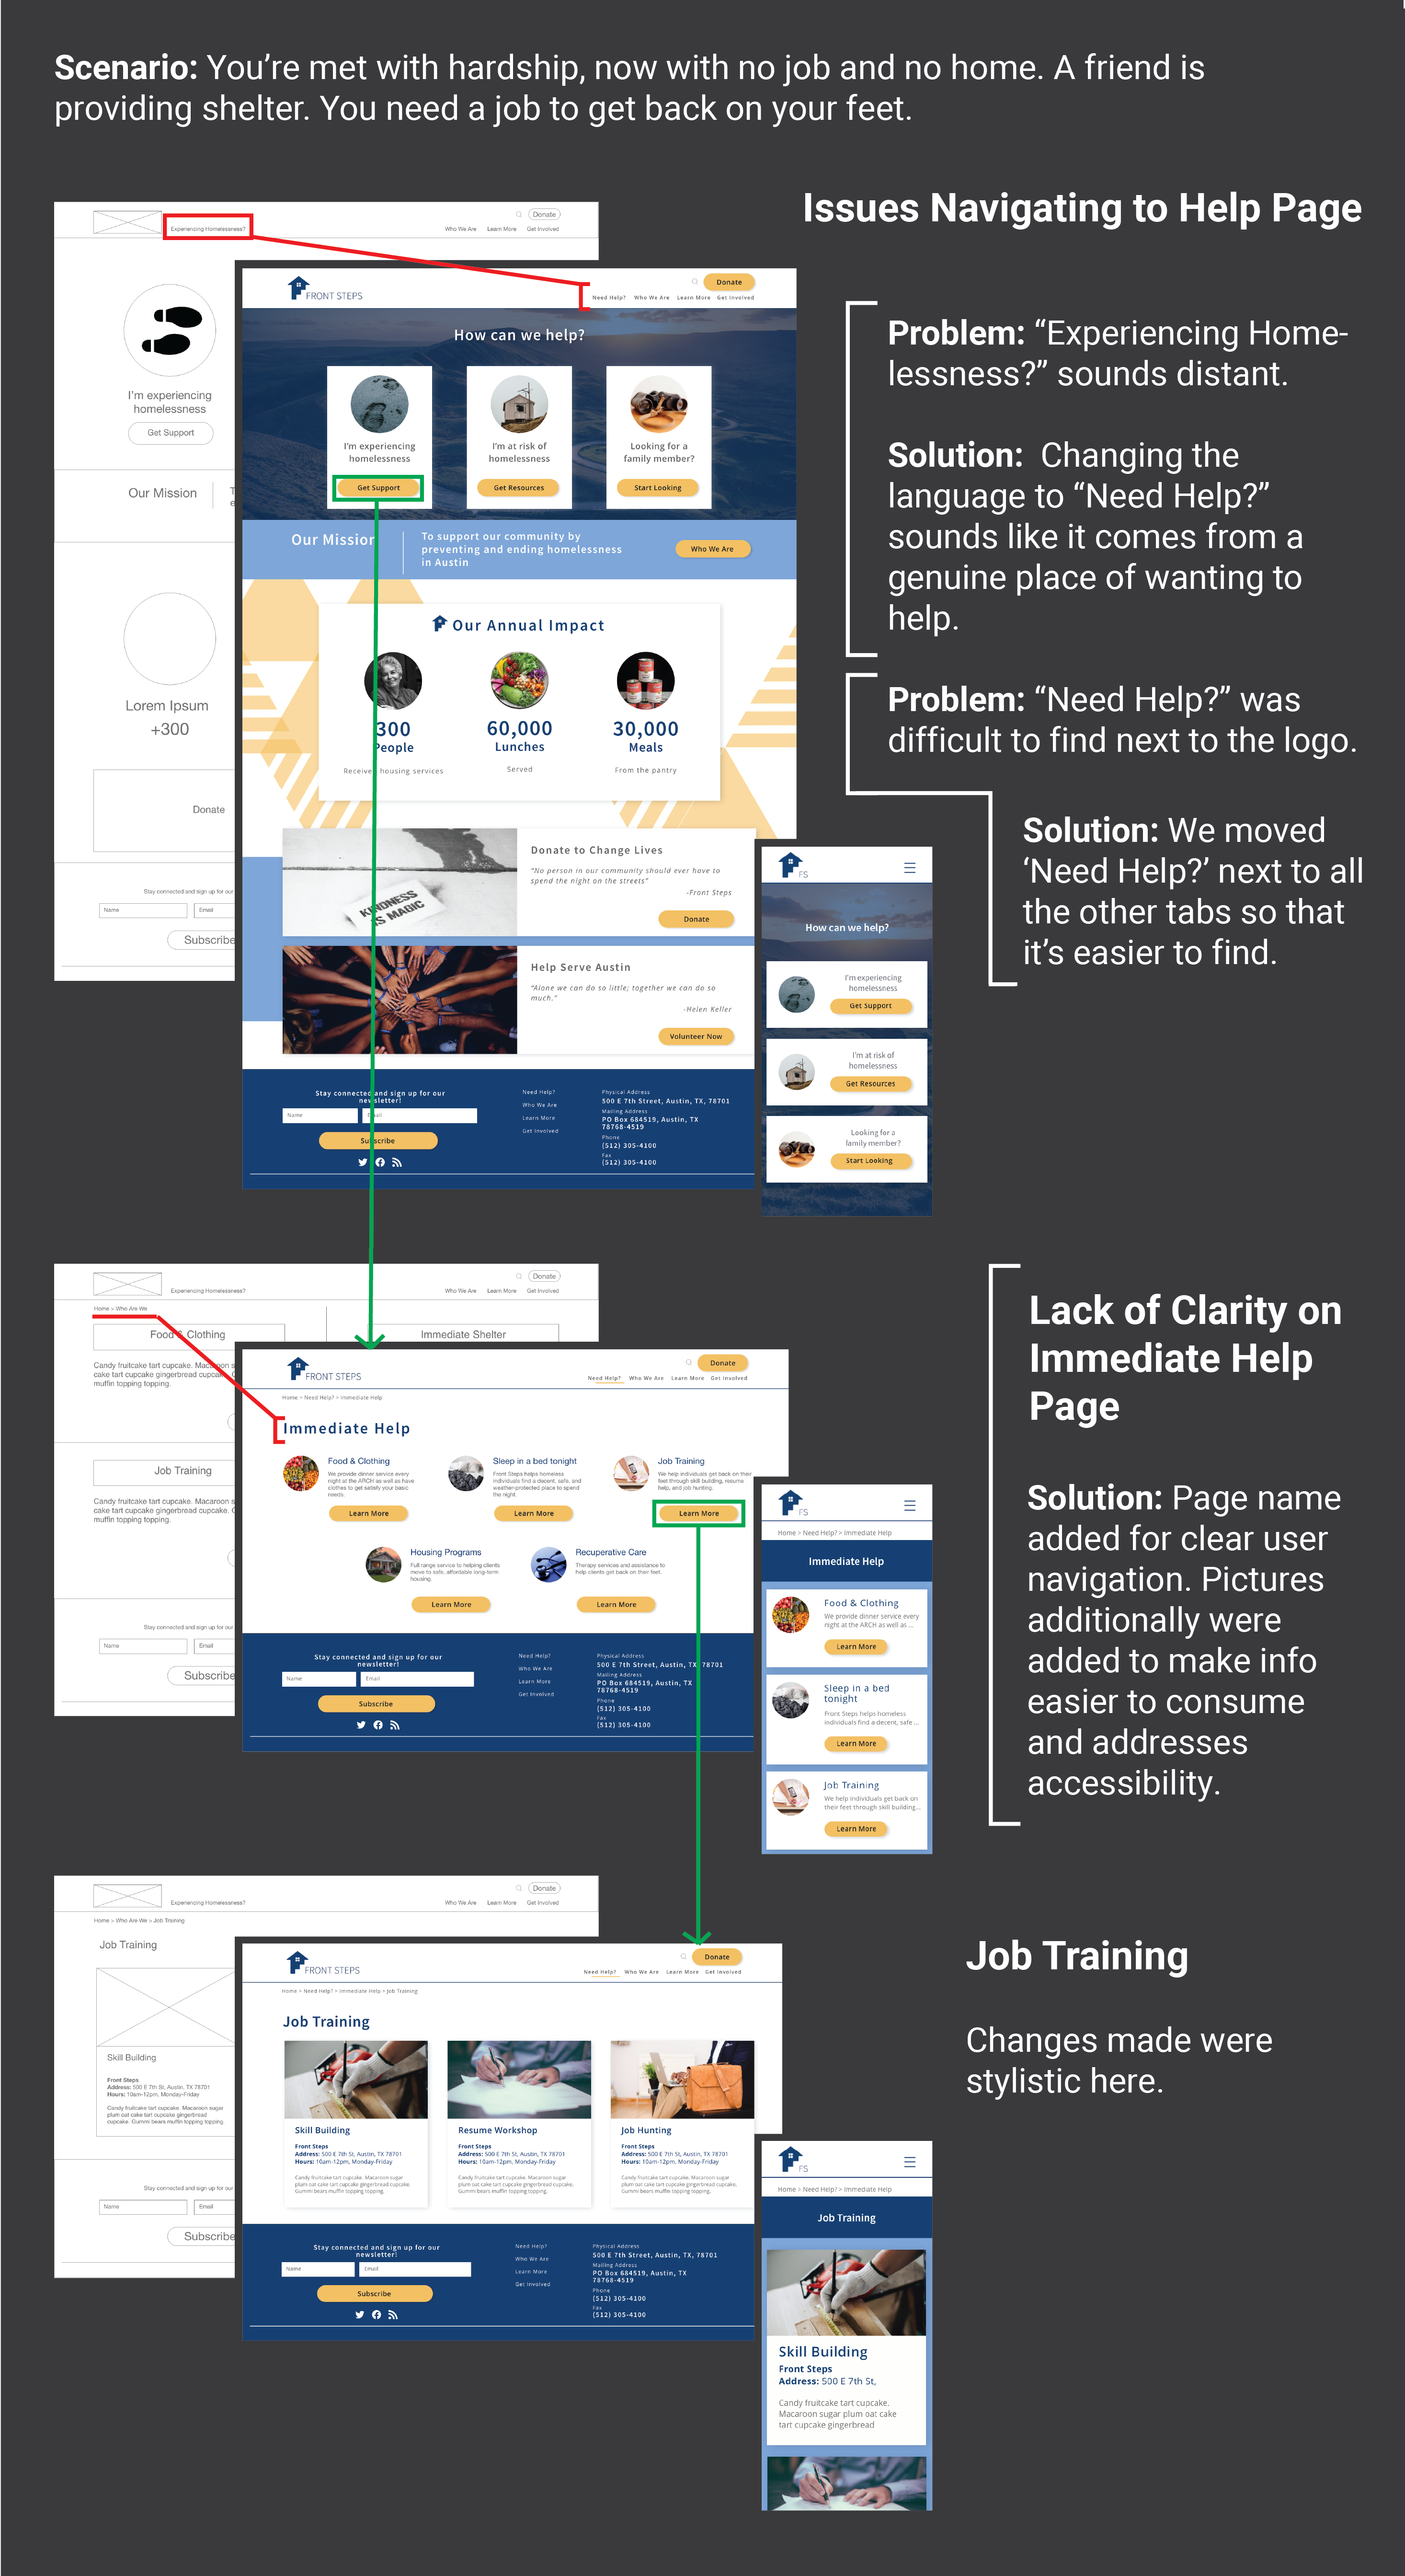 Scenario: You’re met with hardship, now with no job and no home. A friend is
providing shelter. You need a job to get back on your feet.
Issues Navigating to Help Page
Problem: “Experiencing Home-
lessness?” sounds distant.
Solution: Changing the
language to “Need Help?”
sounds like it comes from a
genuine place of wanting to
help.
Problem: “Need Help?” was
difficult to find next to the logo.
Solution: We moved
‘Need Help?’ next to all
the other tabs so that
it’s easier to find.
Experiencing Homelessness?
Donate
Who We Are Learn More Get Involved
I'm experiencing
homelessness
Get Support
Our Mission
Lorem Ipsum
+300
Donate
Stay connected and sign up for our
Name Email
Subscribe
FRONT STEPS
Donate
Need Help? Who We Are Learn More Get Involved
How can we help?
I'm experiencing
homelessness
Get Support
I'm at risk of
homelessness
Get Resources
Looking for a
family member?
Start Looking
Our Mission
To support our community by
preventing and ending homelessness
in Austin
Who We Are
Our Annual Impact
300
People
Receive housing services
60,000
Lunches
Served
30,000
Meals
From the pantry
KINDNESS
IS MAGIC
Donate to Change Lives
"No person in our community should ever have to
spend the night on the streets"
-Front Steps
Donate
Help Serve Austin
"Alone we can do so little; together we can do so
much."
-Helen Keller
Volunteer Now
Stay connected and sign up for our
newsletter!
Name Email
Subscribe
Need Help?
Who We Are
Learn More
Get Involved
Physical Address
500 E 7th Street, Austin, TX, 78701
Mailing Address
PO Box 684519, Austin, TX
78768-4519
Phone
(512) 305-4100
Fax
(512) 305-4100
FS
How can we help?
I'm experiencing
homelessness
Get Support
I'm at risk of
homelessness
Get Resources
Looking for a
family member?
Start Looking
Lack of Clarity on
Immediate Help
Page
Solution: Page name
added for clear user
navigation. Pictures
additionally were
added to make info
easier to consume
and addresses
accessibility.
Experiencing Homelessness?
Donate
Who We Are Learn More Get Involved
Home > Who Are We
Food & Clothing
Immediate Shelter
Candy fruitcake tart cupcake. Macaroon s
cake tart cupcake gingerbread cupcake. G
muffin topping topping.
Job Training
Candy fruitcake tart cupcake. Macaroon s
cake tart cupcake gingerbread cupcake. G
muffin topping topping.
Stay connected and sign up for our
Name Email
Subscribe
FRONT STEPS
Donate
Need Help? Who We Are Learn More Get Involved
Home > Need Help? > Immediate Help
Immediate Help
Food & Clothing
We provide dinner service every
night at the ARCH as well as have
clothes to get satisfy your basic
needs.
Learn More
Sleep in a bed tonight
Front Steps helps homeless
individuals find a decent, safe, and
weather-protected place to spend
the night.
Learn More
Job Training
We help individuals get back on their
feet through skill building, resume
help, and job hunting.
Learn More
Housing Programs
Full range service to helping clients
move to safe, affordable long-term
housing.
Learn More
Recuperative Care
Therapy services and assistance to
help clients get back on their feet.
Learn More
Stay connected and sign up for our
newsletter!
Name Email
Subscribe
Need Help?
Who We Are
Learn More
Get Involved
Physical Address
500 E 7th Street, Austin, TX, 78701
Mailing Address
PO Box 684519, Austin, TX
78768-4519
Phone
(512) 305-4100
Fax
(512) 305-4100
FS
Home > Need Help? > Immediate Help
Immediate Help
Food & Clothing
We provide dinner service every
night at the ARCH as well as ...
Learn More
Sleep in a bed
tonight
Front Steps helps homeless
individuals find a decent, safe ...
Learn More
Job Training
We help individuals get back on
their feet through skill building...
Learn More
Job Training
Changes made were
stylistic here.
Experiencing Homelessness?
Donate
Who We Are Learn More Get Involved
Home > Who Are We > Job Training
Job Training
Skill Building
Front Steps
Address: 500 E 7th St, Austin, TX 78701
Hours: 10am-12pm, Monday-Friday
Candy fruitcake tart cupcake. Macaroon sugar
plum oat cake tart cupcake gingerbread
cupcake. Gummi bears muffin topping topping.
Stay connected and sign up for our
Name Email
Subscribe
FRONT STEPS
Donate
Need Help? Who We Are Learn More Get Involved
Home > Need Help? > Immediate Help > Job Training
Job Training
Skill Building
Front Steps
Address: 500 E 7th St, Austin, TX 78701
Hours: 10am-12pm, Monday-Friday
Candy fruitcake tart cupcake. Macaroon sugar
plum oat cake tart cupcake gingerbread cupcake.
Gummi bears muffin topping topping.
Resume Workshop
Front Steps
Address: 500 E 7th St, Austin, TX 78701
Hours: 10am-12pm, Monday-Friday
Candy fruitcake tart cupcake. Macaroon sugar
plum oat cake tart cupcake gingerbread cupcake.
Gummi bears muffin topping topping.
Job Hunting
Front Steps
Address: 500 E 7th St, Austin, TX 78701
Hours: 10am-12pm, Monday-Friday
Candy fruitcake tart cupcake. Macaroon sugar
plum oat cake tart cupcake gingerbread cupcake.
Gummi bears muffin topping topping.
Stay connected and sign up for our
newsletter!
Name Email
Subscribe
Need Help?
Who We Are
Learn More
Get Involved
Physical Address
500 E 7th Street, Austin, TX, 78701
Mailing Address
PO Box 684519, Austin, TX
78768-4519
Phone
(512) 305-4100
Fax
(512) 305-4100
FS
Home > Need Help? > Immediate Help
Job Training
Skill Building
Front Steps
Address: 500 E 7th St,
Candy fruitcake tart cupcake.
Macaroon sugar plum oat cake
tart cupcake gingerbread